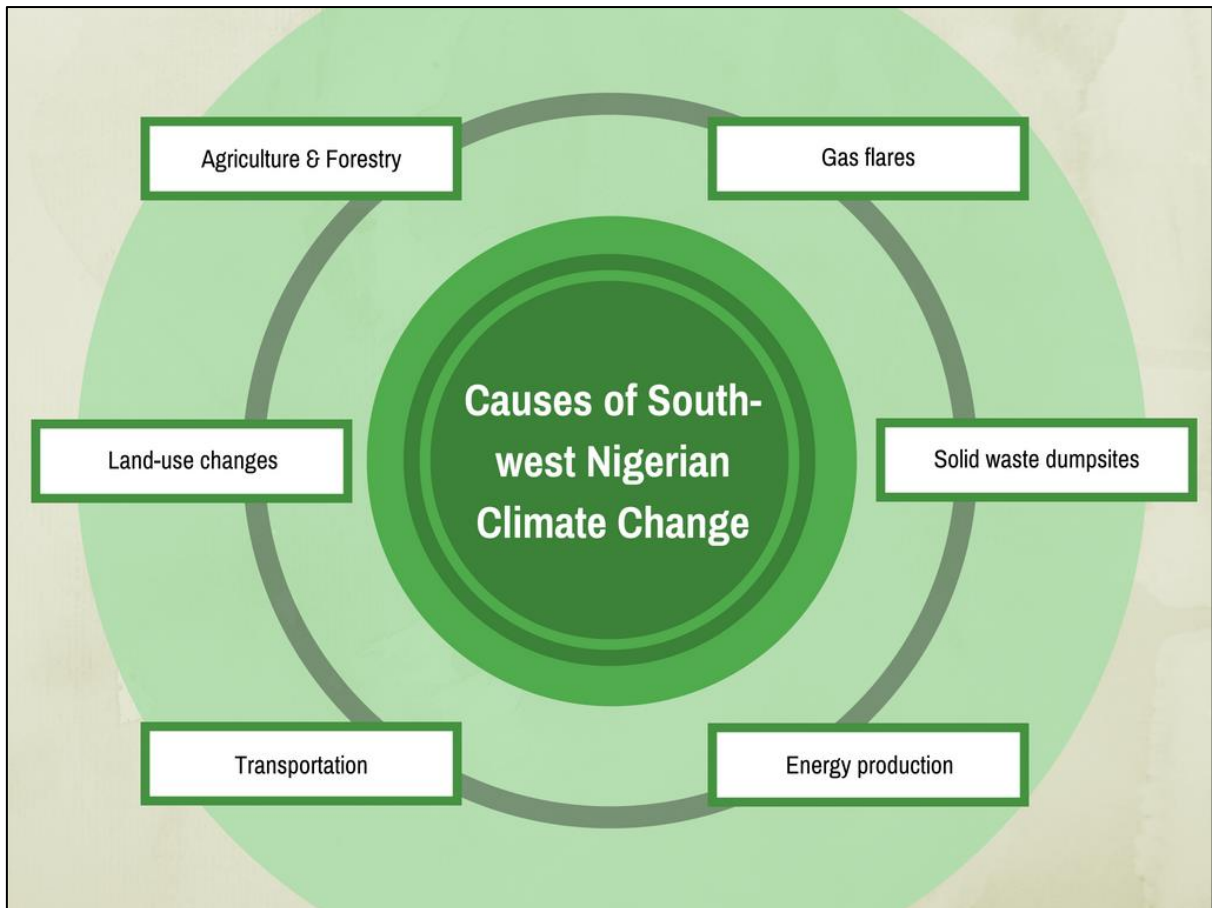 Agriculture & Forestry
Gas flares
Causes of South-
west Nigerian
Climate Change
Land-use changes
Solid waste dumpsites
Transportation
Energy production